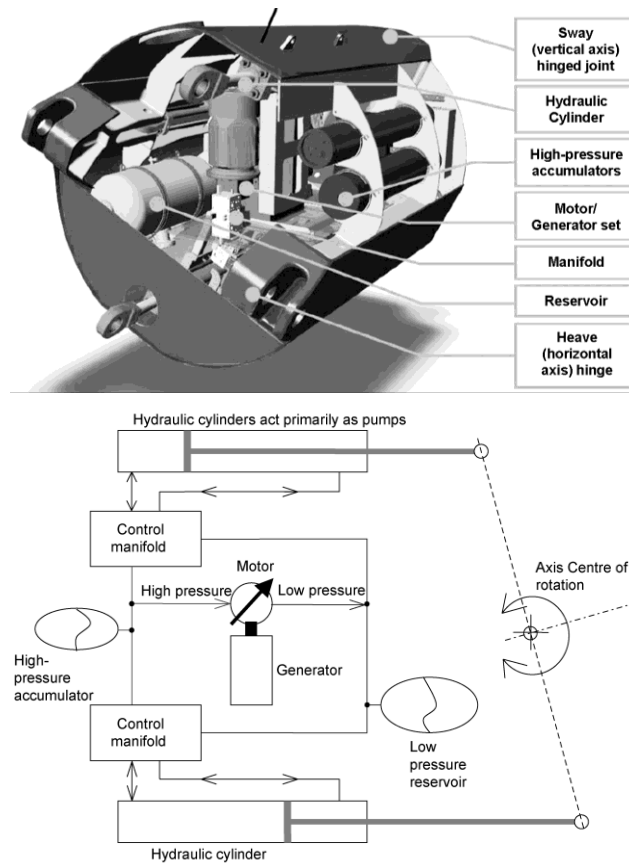 Sway
(vertical axis)
hinged joint
Hydraulic
Cylinder
High-pressure
accumulators
Motor/
Generator set
Manifold
Reservoir
Heave
(horizontal
axis) hinge
Hydraulic cylinders act primarily as pumps
Control
manifold
Motor
High pressure
Low pressure
Axis Centre of
rotation
High-
pressure
accumulator
Generator
Control
manifold
Low
pressure
reservoir
Hydraulic cylinder